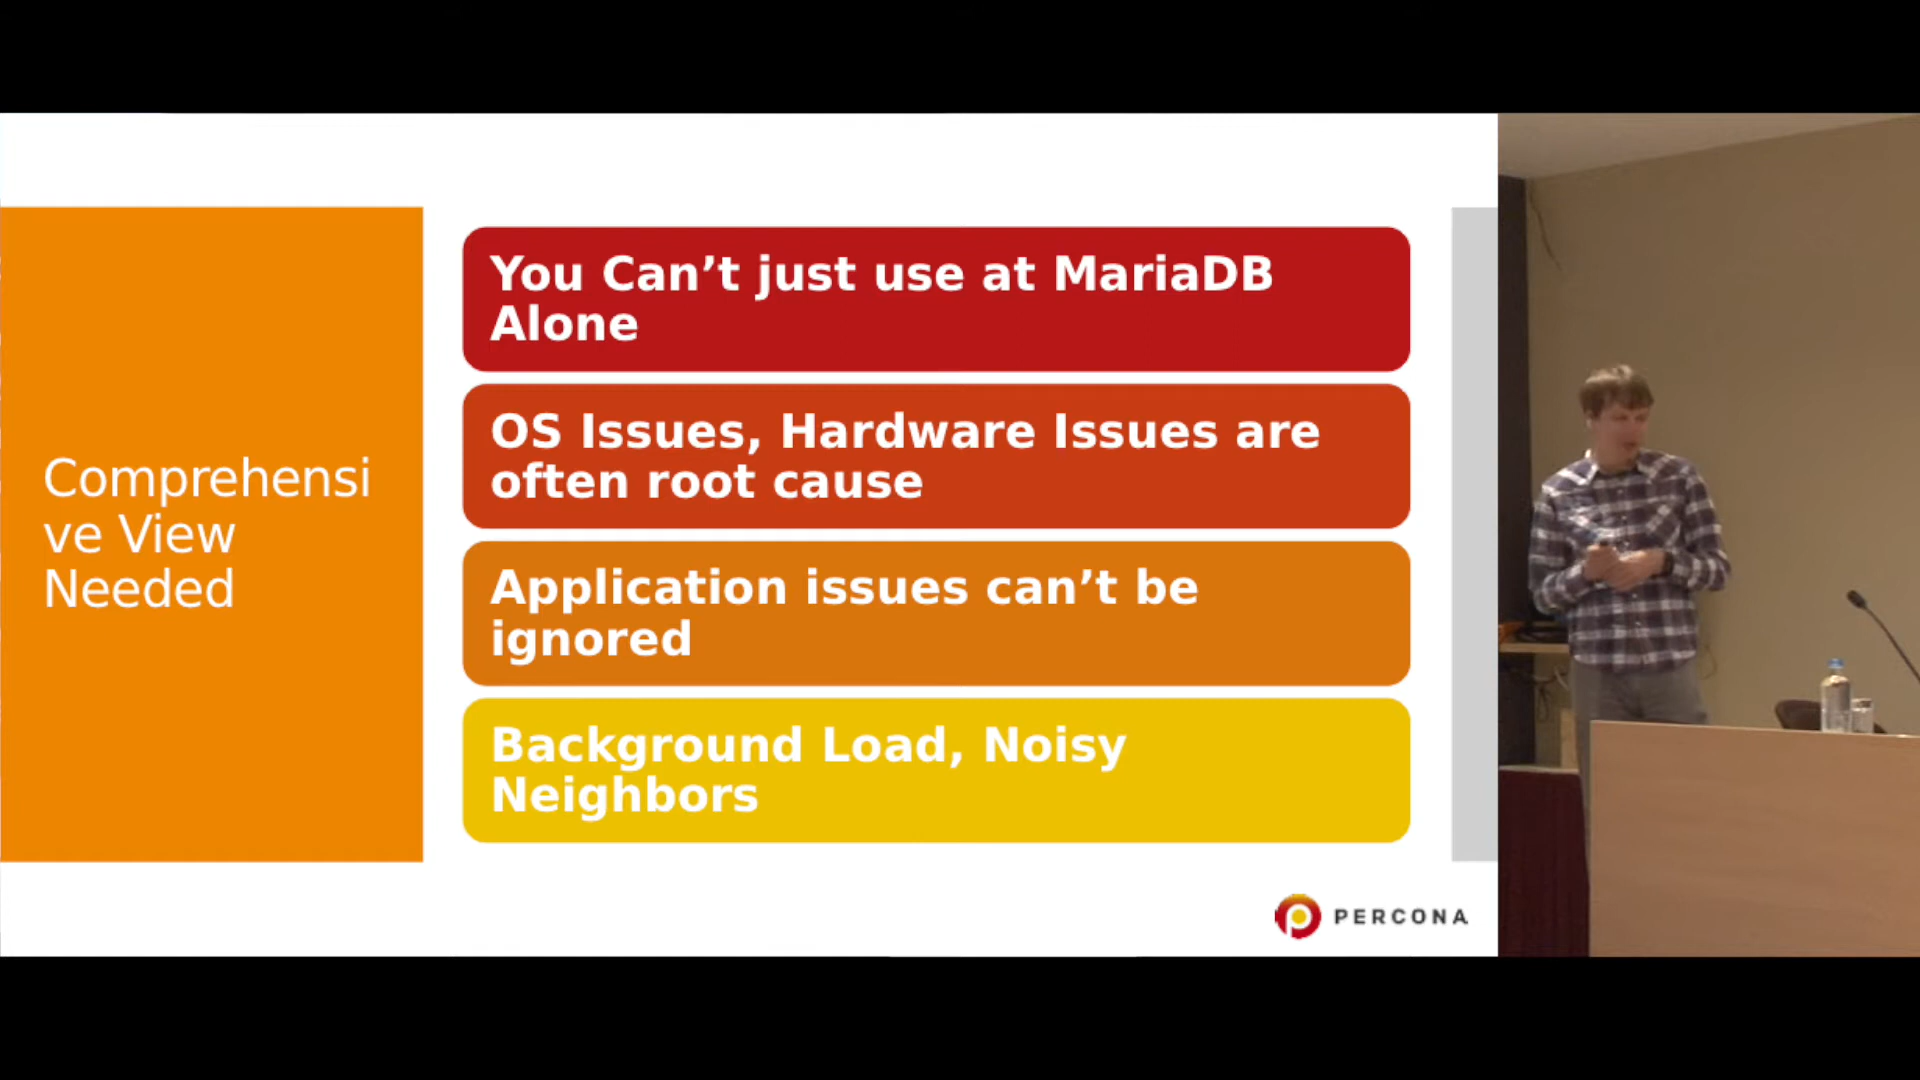 Comprehensi
ve View
Needed
You Can’t just use at MariaDB
Alone
OS Issues, Hardware Issues are
often root cause
Application issues can’t be
ignored
Background Load, Noisy
Neighbors
PERCONA